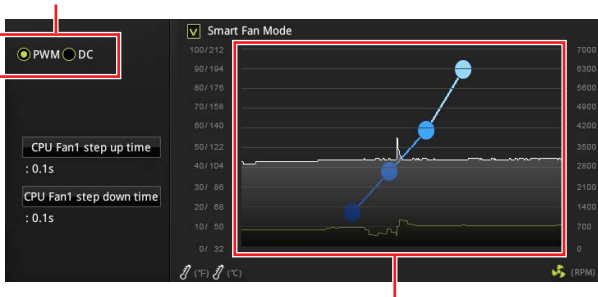 PWM DC
CPU Fan1 step up time
: 0.1s
CPU Fan1 step down time
: 0.1s
V Smart Fan Mode
100/212 7000
90/194 6300
80/176 5600
70/158 4900
60/140 4200
50/122 3500
40/104 2800
30/ 86 2100
20/ 68 1400
10/ 50 700
0/ 32 0
(°F) (°C) (RPM)